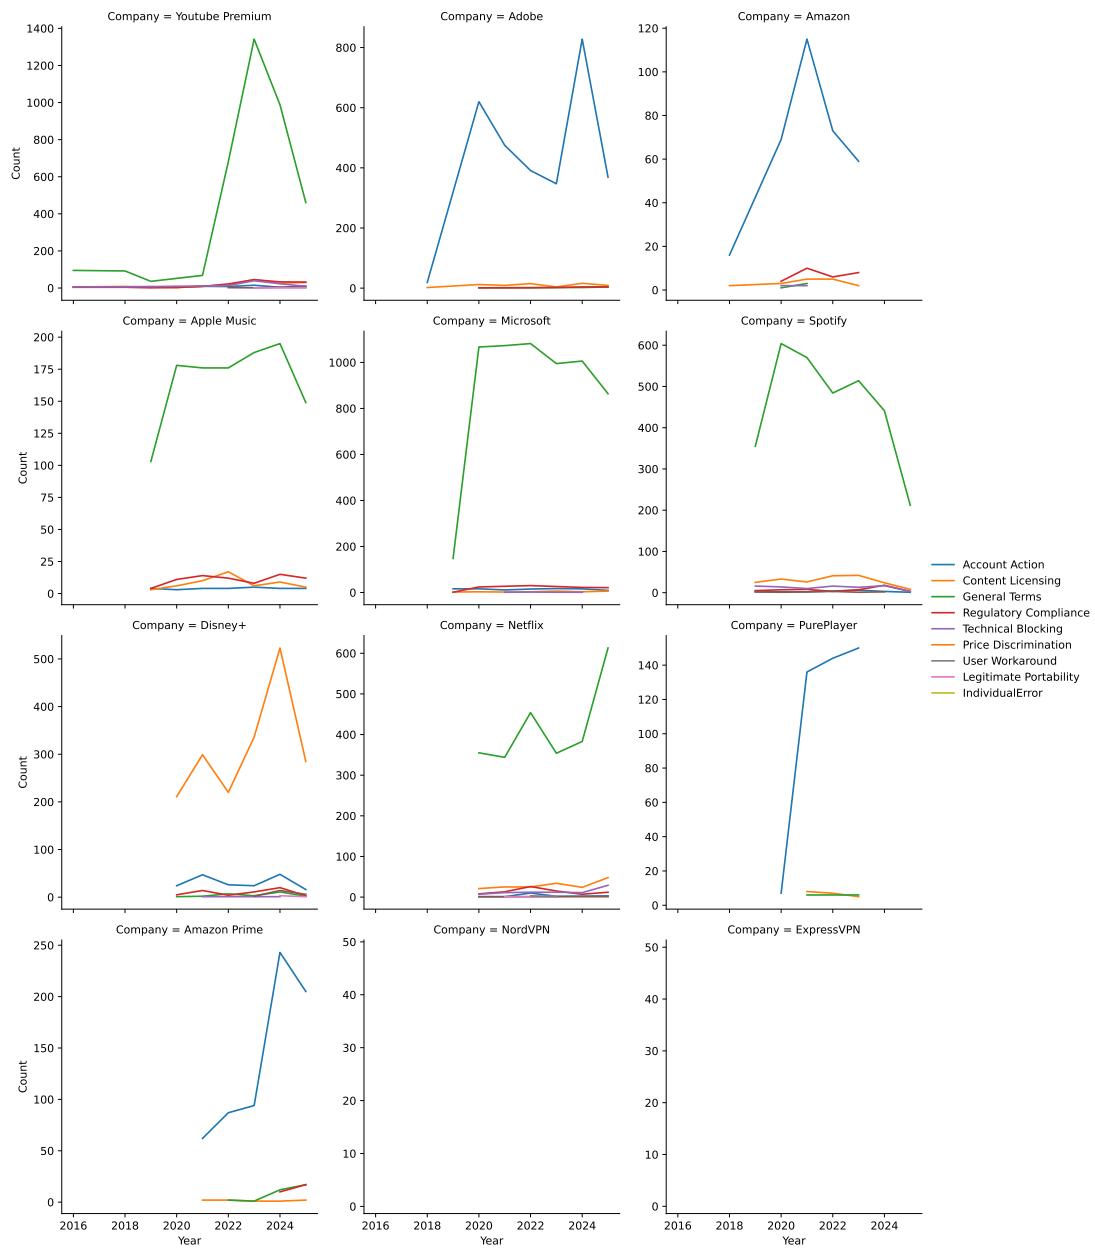 Company = Youtube Premium
1400
1200
1000
800
600
400
200
0
Count
Company = Adobe
800
600
400
200
0
Company = Amazon
120
100
80
60
40
20
0
Company = Apple Music
200
175
150
125
100
75
50
25
0
Count
Company = Microsoft
1000
800
600
400
200
0
Company = Spotify
600
500
400
300
200
100
0
Account Action
Content Licensing
General Terms
Regulatory Compliance
Technical Blocking
Price Discrimination
User Workaround
Legitimate Portability
IndividualError
Company = Disney+
500
400
300
200
100
0
Count
Company = Netflix
600
500
400
300
200
100
0
Company = PurePlayer
140
120
100
80
60
40
20
0
Company = Amazon Prime
250
200
150
100
50
0
Count
2016 2018 2020 2022 2024
Year
Company = NordVPN
50
40
30
20
10
0
2016 2018 2020 2022 2024
Year
Company = ExpressVPN
50
40
30
20
10
0
2016 2018 2020 2022 2024
Year